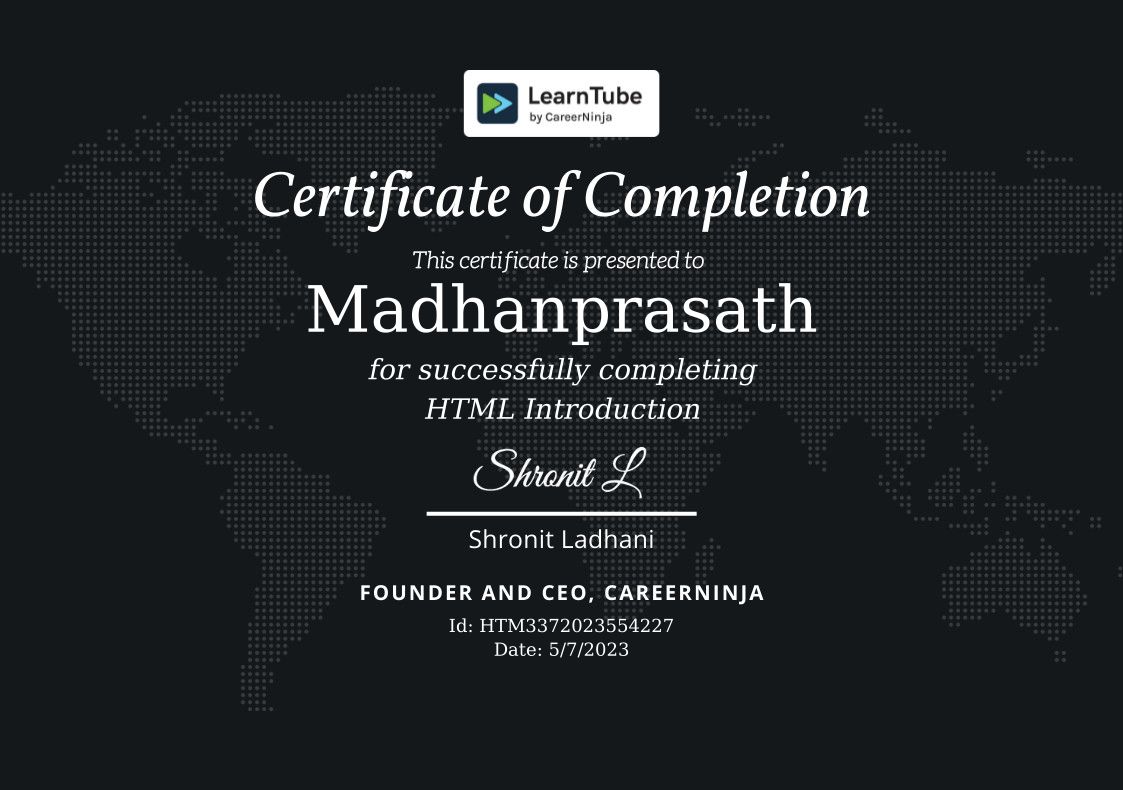 LearnTube
by CareerNinja
Certificate of Completion
This certificate is presented to
Madhanprasath
for successfully completing
HTML Introduction
Shronit L
Shronit Ladhani
FOUNDER AND CEO, CAREERNINJA
Id: HTM3372023554227
Date: 5/7/2023